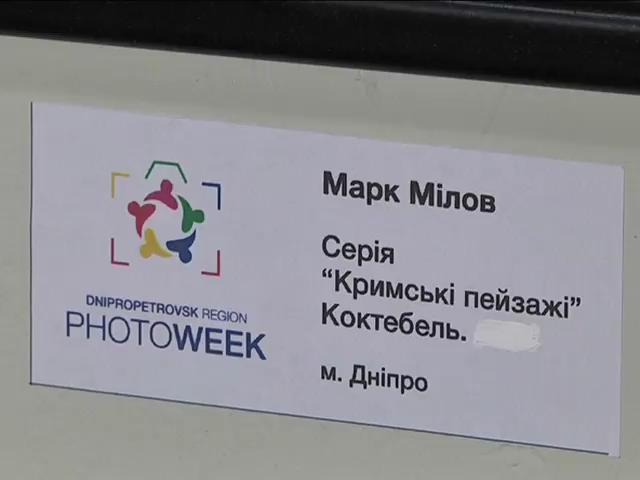 DNIPROPETROVSK REGION
PHOTOWEEK
Марк Мілов
Серія
“Кримські пейзажі”
Коктебель.
м. Дніпро